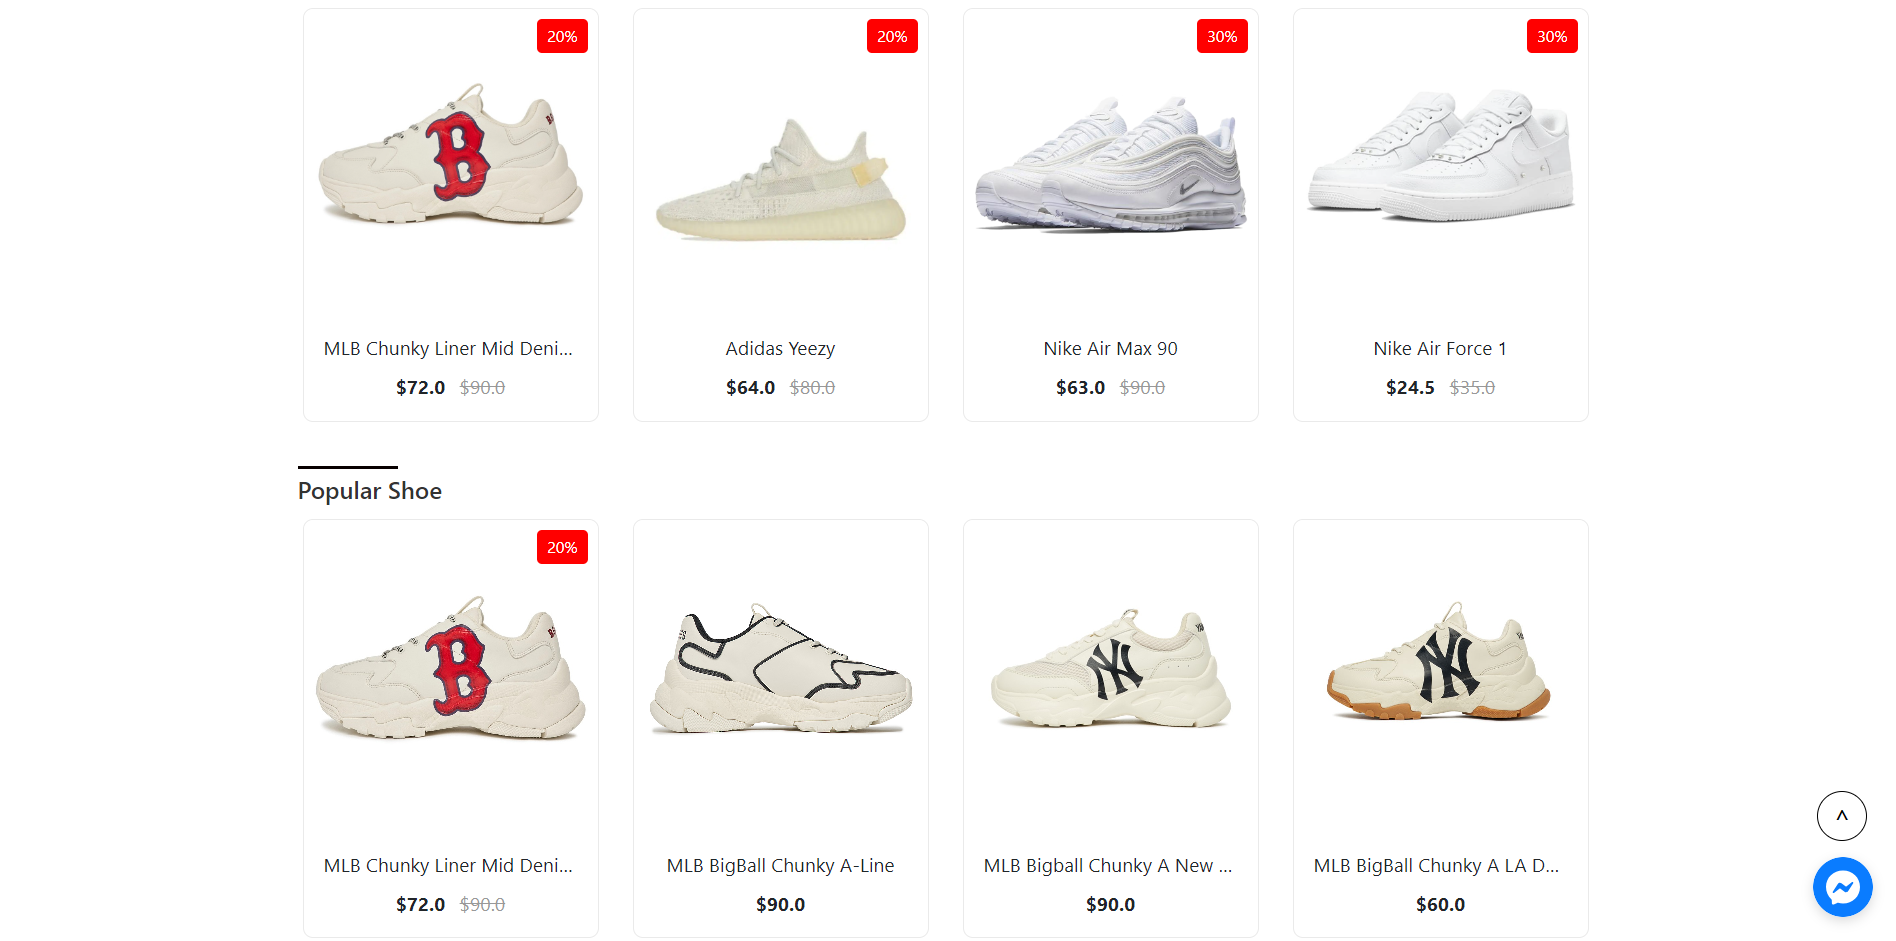 20%
20%
30%
30%
B
MLB Chunky Liner Mid Deni...
Adidas Yeezy
Nike Air Max 90
Nike Air Force 1
$72.0 $90.0
$64.0 $80.0
$63.0 $90.0
$24.5 $35.0
Popular Shoe
20%
B
NY
NY
MLB Chunky Liner Mid Deni...
MLB BigBall Chunky A-Line
MLB Bigball Chunky A New ...
MLB BigBall Chunky A LA D...
$72.0 $90.0
$90.0
$90.0
$60.0